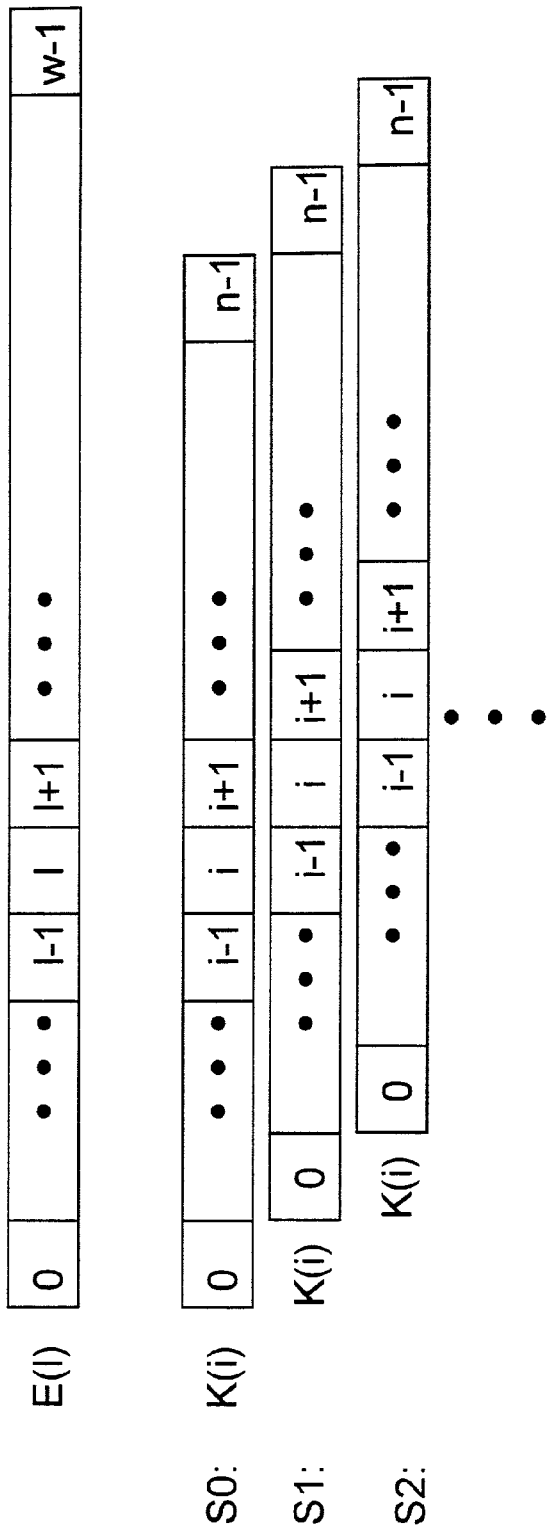 E(l) 0 ● ● ● l-1 l l+1 ● ● ● w-1
S0: K(i) 0 ● ● ● i-1 i i+1 ● ● ● n-1
S1: K(i) 0 ● ● ● i-1 i i+1 ● ● ● n-1
S2: K(i) 0 ● ● ● i-1 i i+1 ● ● ● n-1
● ● ●